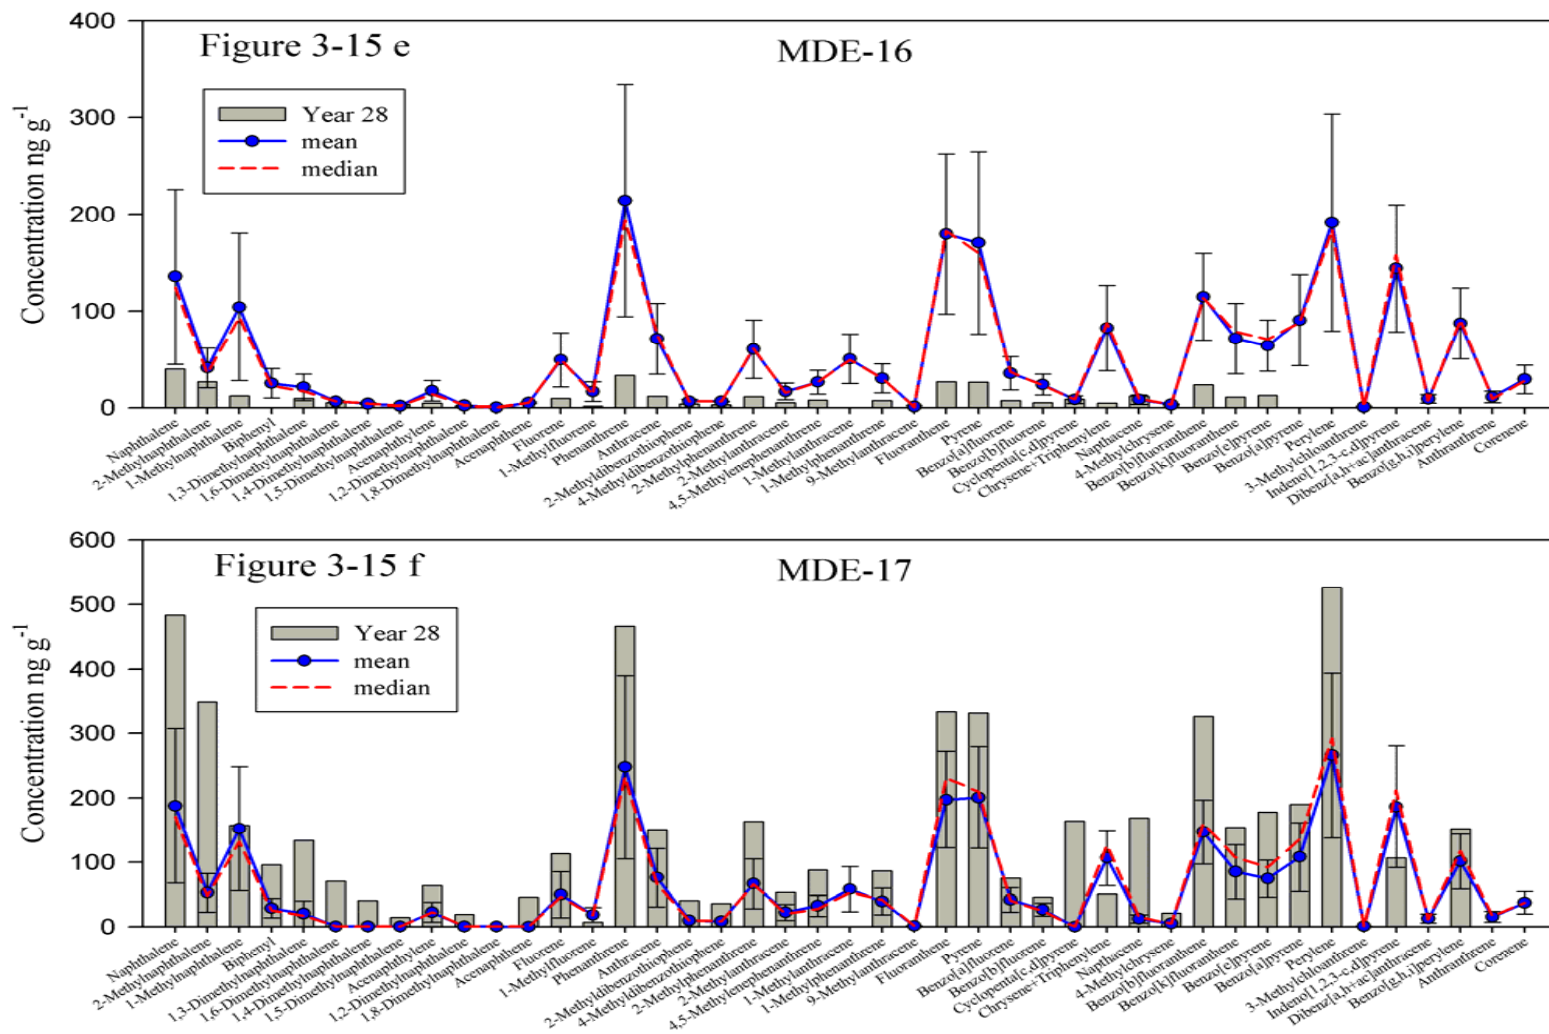 Figure 3-15 e
MDE-16
Year 28
mean
median
Concentration ng g-1
400
300
200
100
0
Naphthalene
2-Methylnaphthalene
1-Methylnaphthalene
Biphenyl
1,3-Dimethylnaphthalene
1,6-Dimethylnaphthalene
1,4-Dimethylnaphthalene
1,5-Dimethylnaphthalene
Acenaphthylene
1,2-Dimethylnaphthalene
1,8-Dimethylnaphthalene
Acenaphthene
Fluorene
1-Methylfluorene
Phenanthrene
Anthracene
2-Methyldibenzothiophene
4-Methyldibenzothiophene
2-Methylphenanthrene
2-Methylanthracene
4,5-Methylenephenanthrene
1-Methylanthracene
1-Methylphenanthrene
9-Methylanthracene
Fluoranthene
Pyrene
Benzo[a]fluorene
Benzo[b]fluorene
Cyclopenta[c,d]pyrene
Chrysene+Triphenylene
Napthacene
4-Methylchrysene
Benzo[b]fluoranthene
Benzo[k]fluoranthene
Benzo[e]pyrene
Benzo[a]pyrene
Perylene
3-Methylchloanthrene
Indeno[1,2,3-c,d]pyrene
Dibenz[a,h+ac]anthracene
Benzo[g,h,i]perylene
Anthanthrene
Corenene
Figure 3-15 f
MDE-17
Year 28
mean
median
Concentration ng g-1
600
500
400
300
200
100
0
Naphthalene
2-Methylnaphthalene
1-Methylnaphthalene
Biphenyl
1,3-Dimethylnaphthalene
1,6-Dimethylnaphthalene
1,4-Dimethylnaphthalene
1,5-Dimethylnaphthalene
Acenapthylene
1,2-Dimethylnaphthalene
1,8-Dimethylnaphthalene
Acenaphthene
Fluorene
1-Methylfluorene
Phenanthrene
Anthracene
2-Methyldibenzothiophene
4-Methyldibenzothiophene
2-Methylphenanthrene
2-Methylanthracene
4,5-Methylenephenanthrene
1-Methylanthracene
1-Methylphenanthrene
9-Methylanthracene
Fluoranthene
Pyrene
Benzo[a]fluorene
Benzo[b]fluorene
Cyclopenta[c,d]pyrene
Chrysene+Triphenylene
Napthacene
4-Methylchrysene
Benzo[b]fluoranthene
Benzo[k]fluoranthene
Benzo[e]pyrene
Benzo[a]pyrene
Perylene
3-Methylchloanthrene
Indeno[1,2,3-c,d]pyrene
Dibenz[a,h+ac]anthracene
Benzo[g,h,i]perylene
Anthanthrene
Corenene